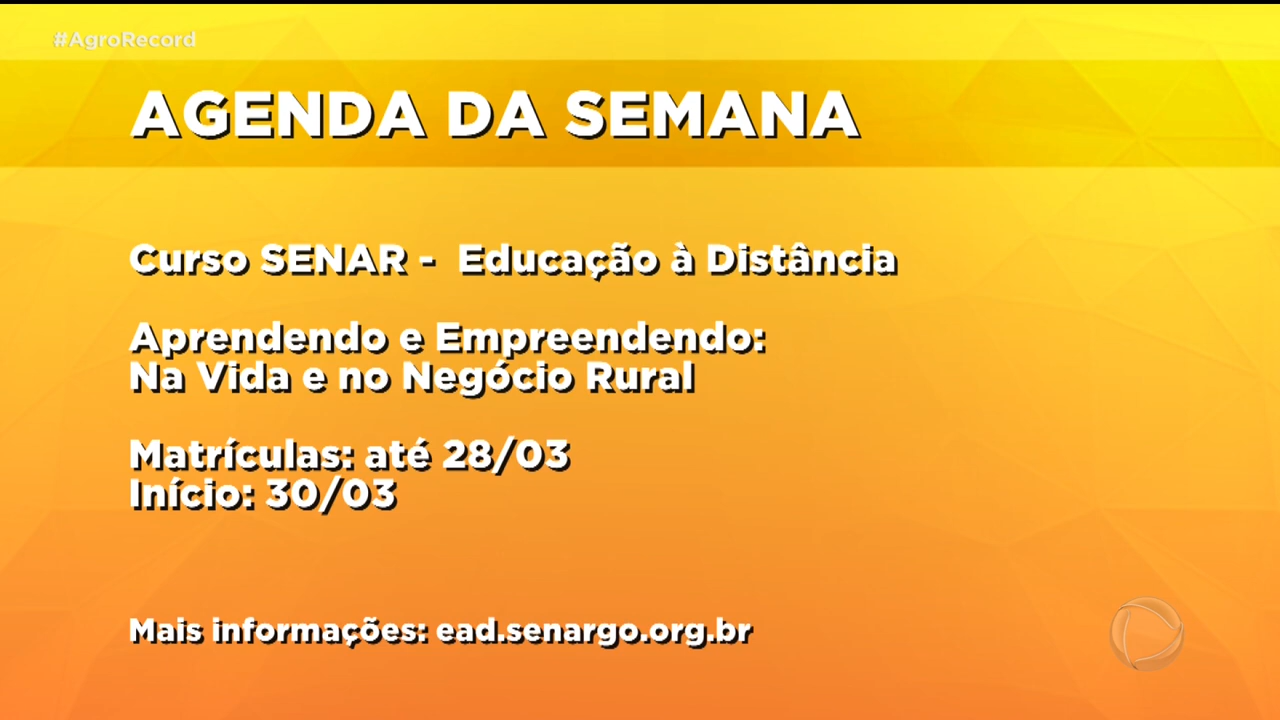 #AgroRecord
AGENDA DA SEMANA
Curso SENAR - Educação à Distância
Aprendendo e Empreendendo:
Na Vida e no Negócio Rural
Matrículas: até 28/03
Início: 30/03
Mais informações: ead.senargo.org.br